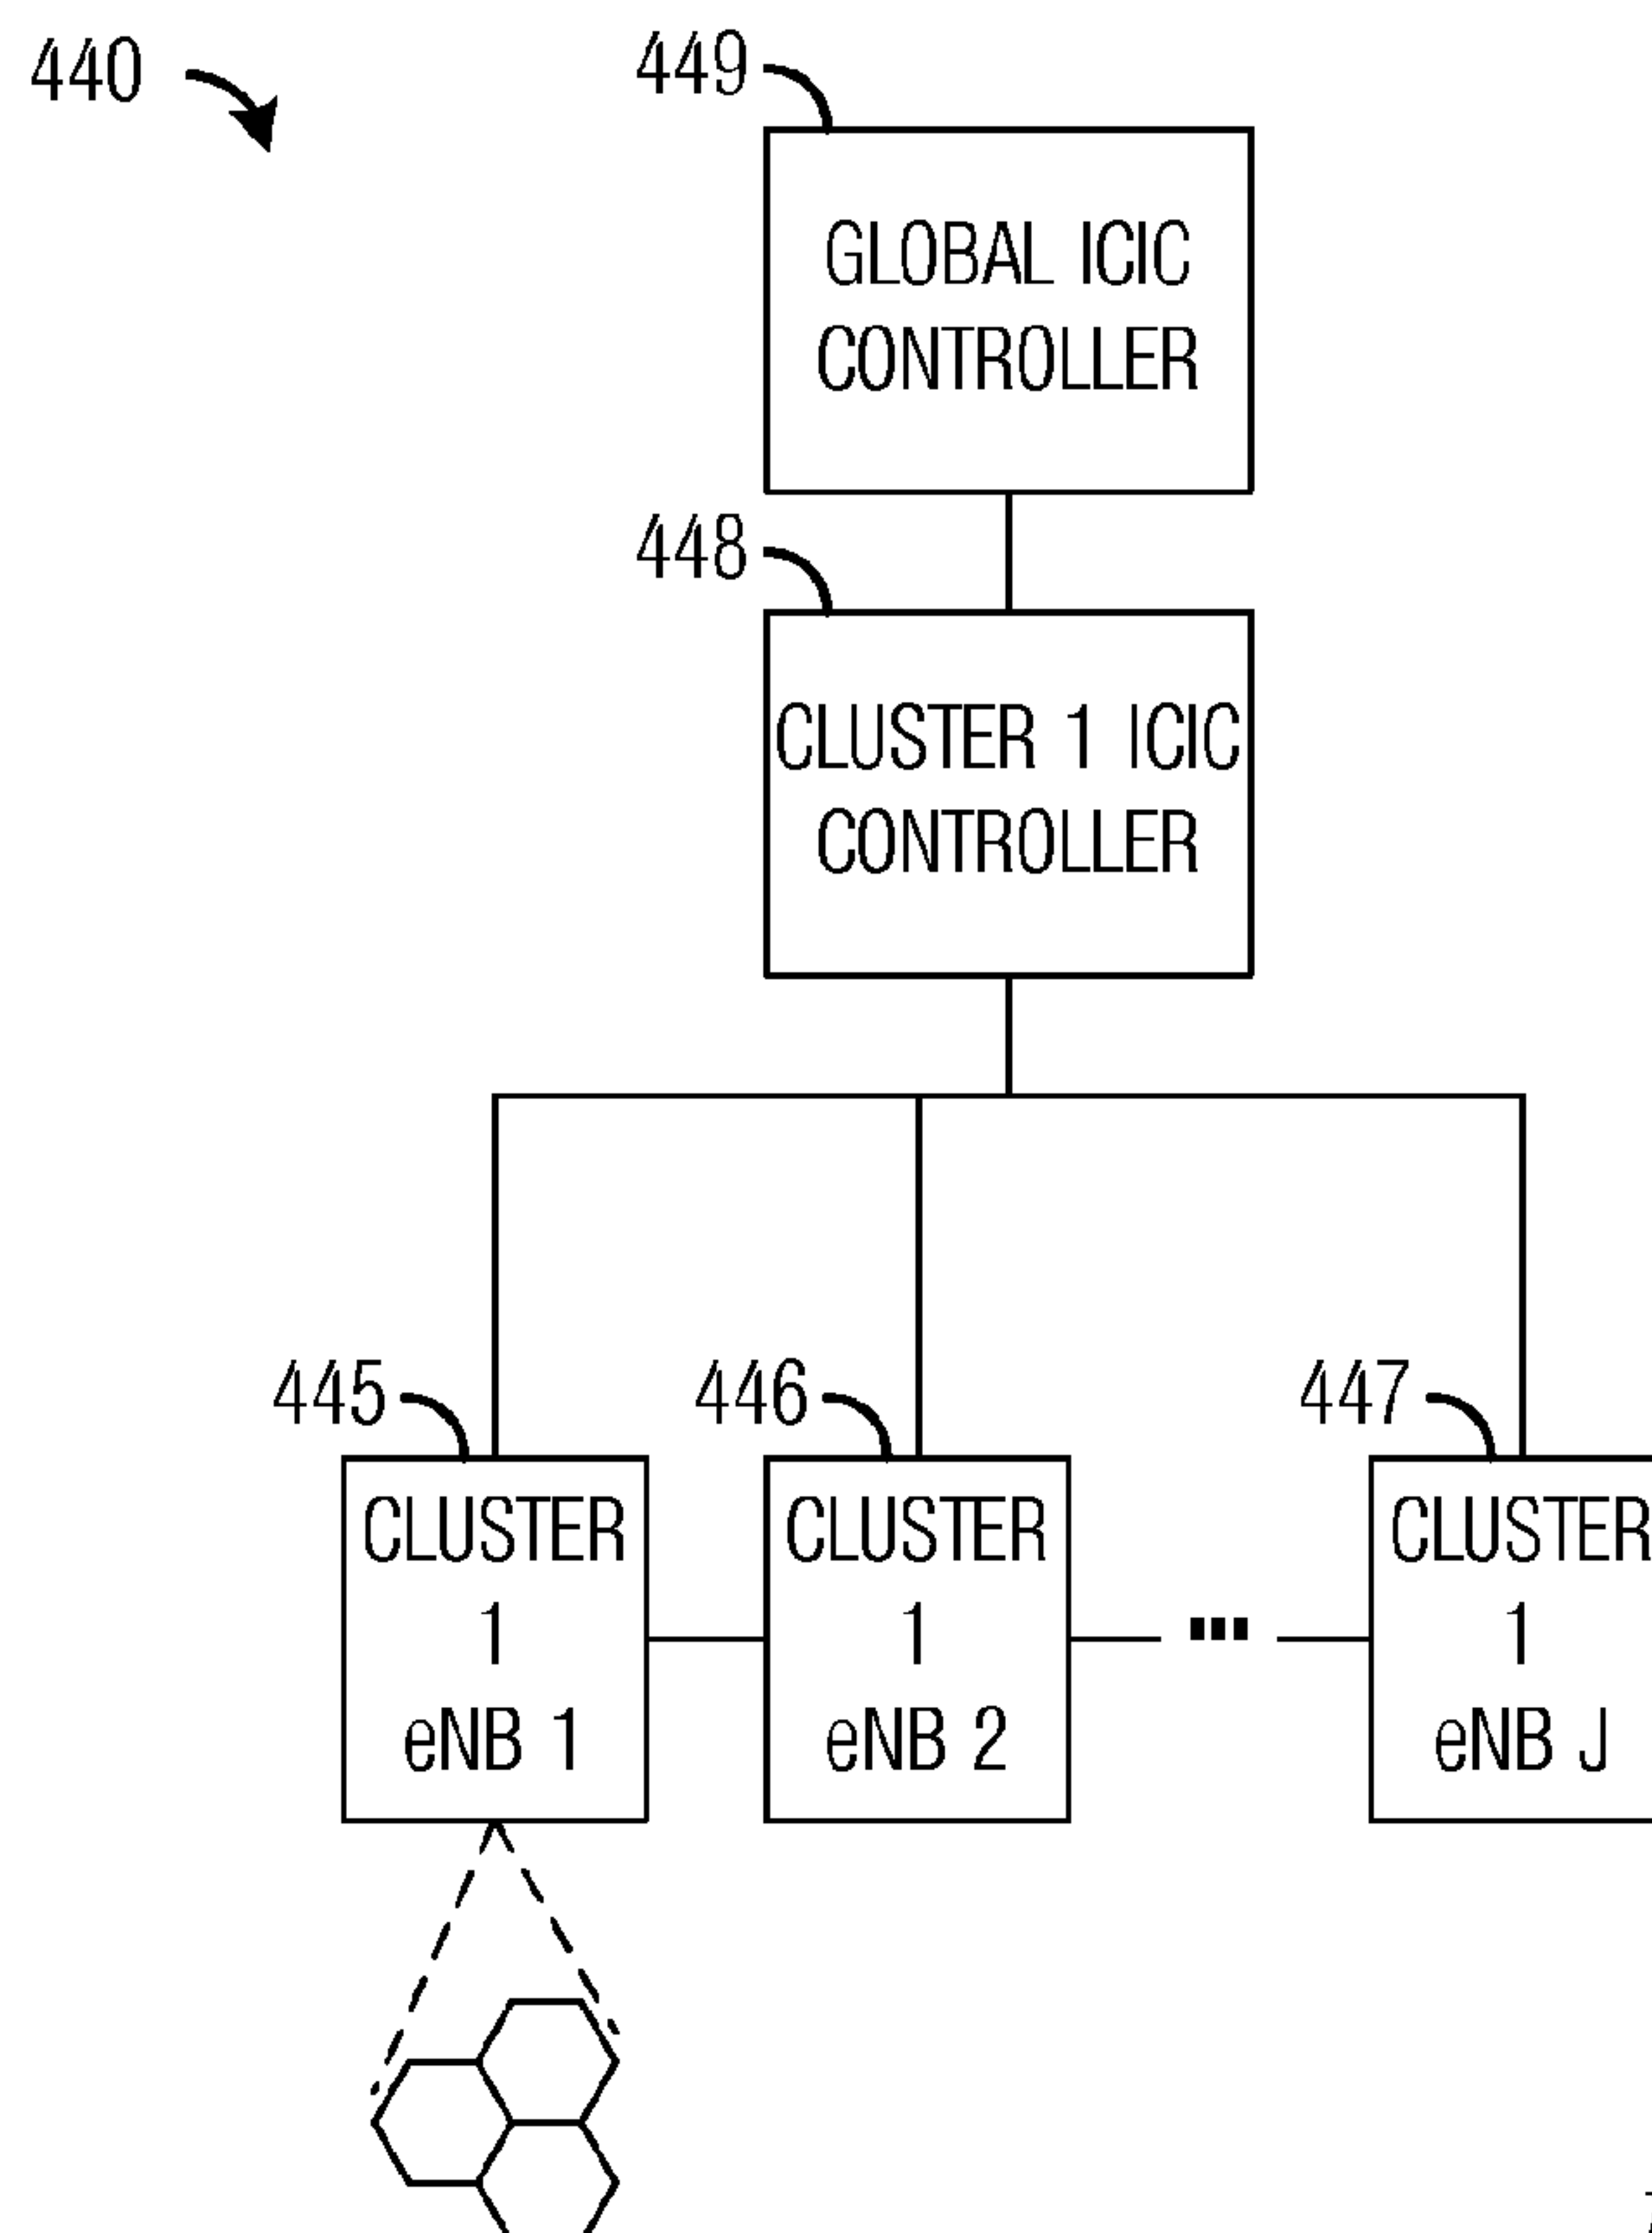 440
449
GLOBAL ICIC
CONTROLLER
448
CLUSTER 1 ICIC
CONTROLLER
445
446
447
CLUSTER
1
eNB 1
CLUSTER
1
eNB 2
...
CLUSTER
1
eNB J